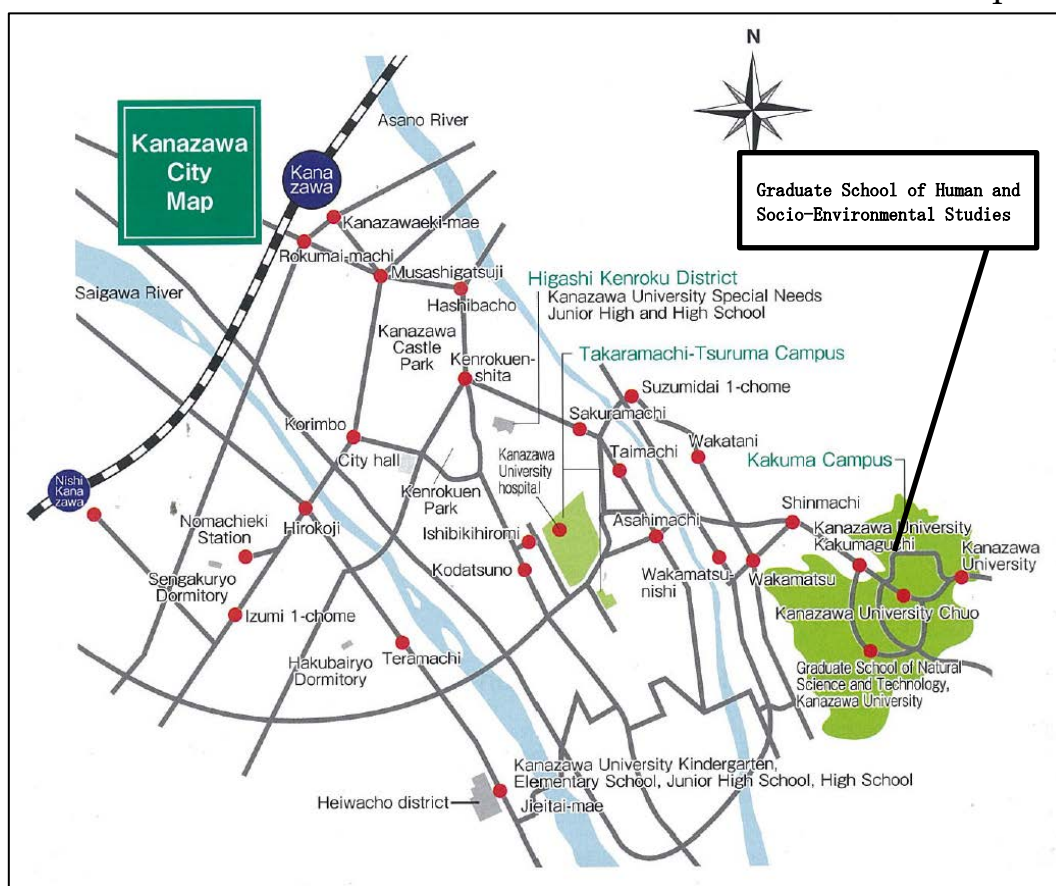 N
Kanazawa
City
Map
Kana
zawa
Asano River
Graduate School of Human and
Socio-Environmental Studies
Kanazawaeki-mae
Rokumai-machi
Musashigatsuji
Saigawa River
Hashibacho
Higashi Kenroku District
Kanazawa University Special Needs
Junior High and High School
Kanazawa
Castle
Park
Kenrokuen-
shita
Takaramachi-Tsuruma Campus
Suzumidai 1-chome
Sakuramachi
Korimbo
City hall
Kanazawa
University
hospital
Taimachi
Wakatani
Kakuma Campus
Nishi
Kana
zawa
Kenrokuen
Park
Shinmachi
Nomachieki
Station
Hirokoji
Ishibikihiromi
Asahimachi
Kanazawa University
Kakumaguchi
Kanazawa
University
Sengakuryo
Dormitory
Kodatsuno
Wakamatsu-
nishi
Wakamatsu
Izumi 1-chome
Kanazawa University Chuo
Hakubairyo
Dormitory
Teramachi
Graduate School of Natural
Science and Technology,
Kanazawa University
Kanazawa University Kindergarten,
Elementary School, Junior High School, High School
Heiwacho district
Jieitai-mae